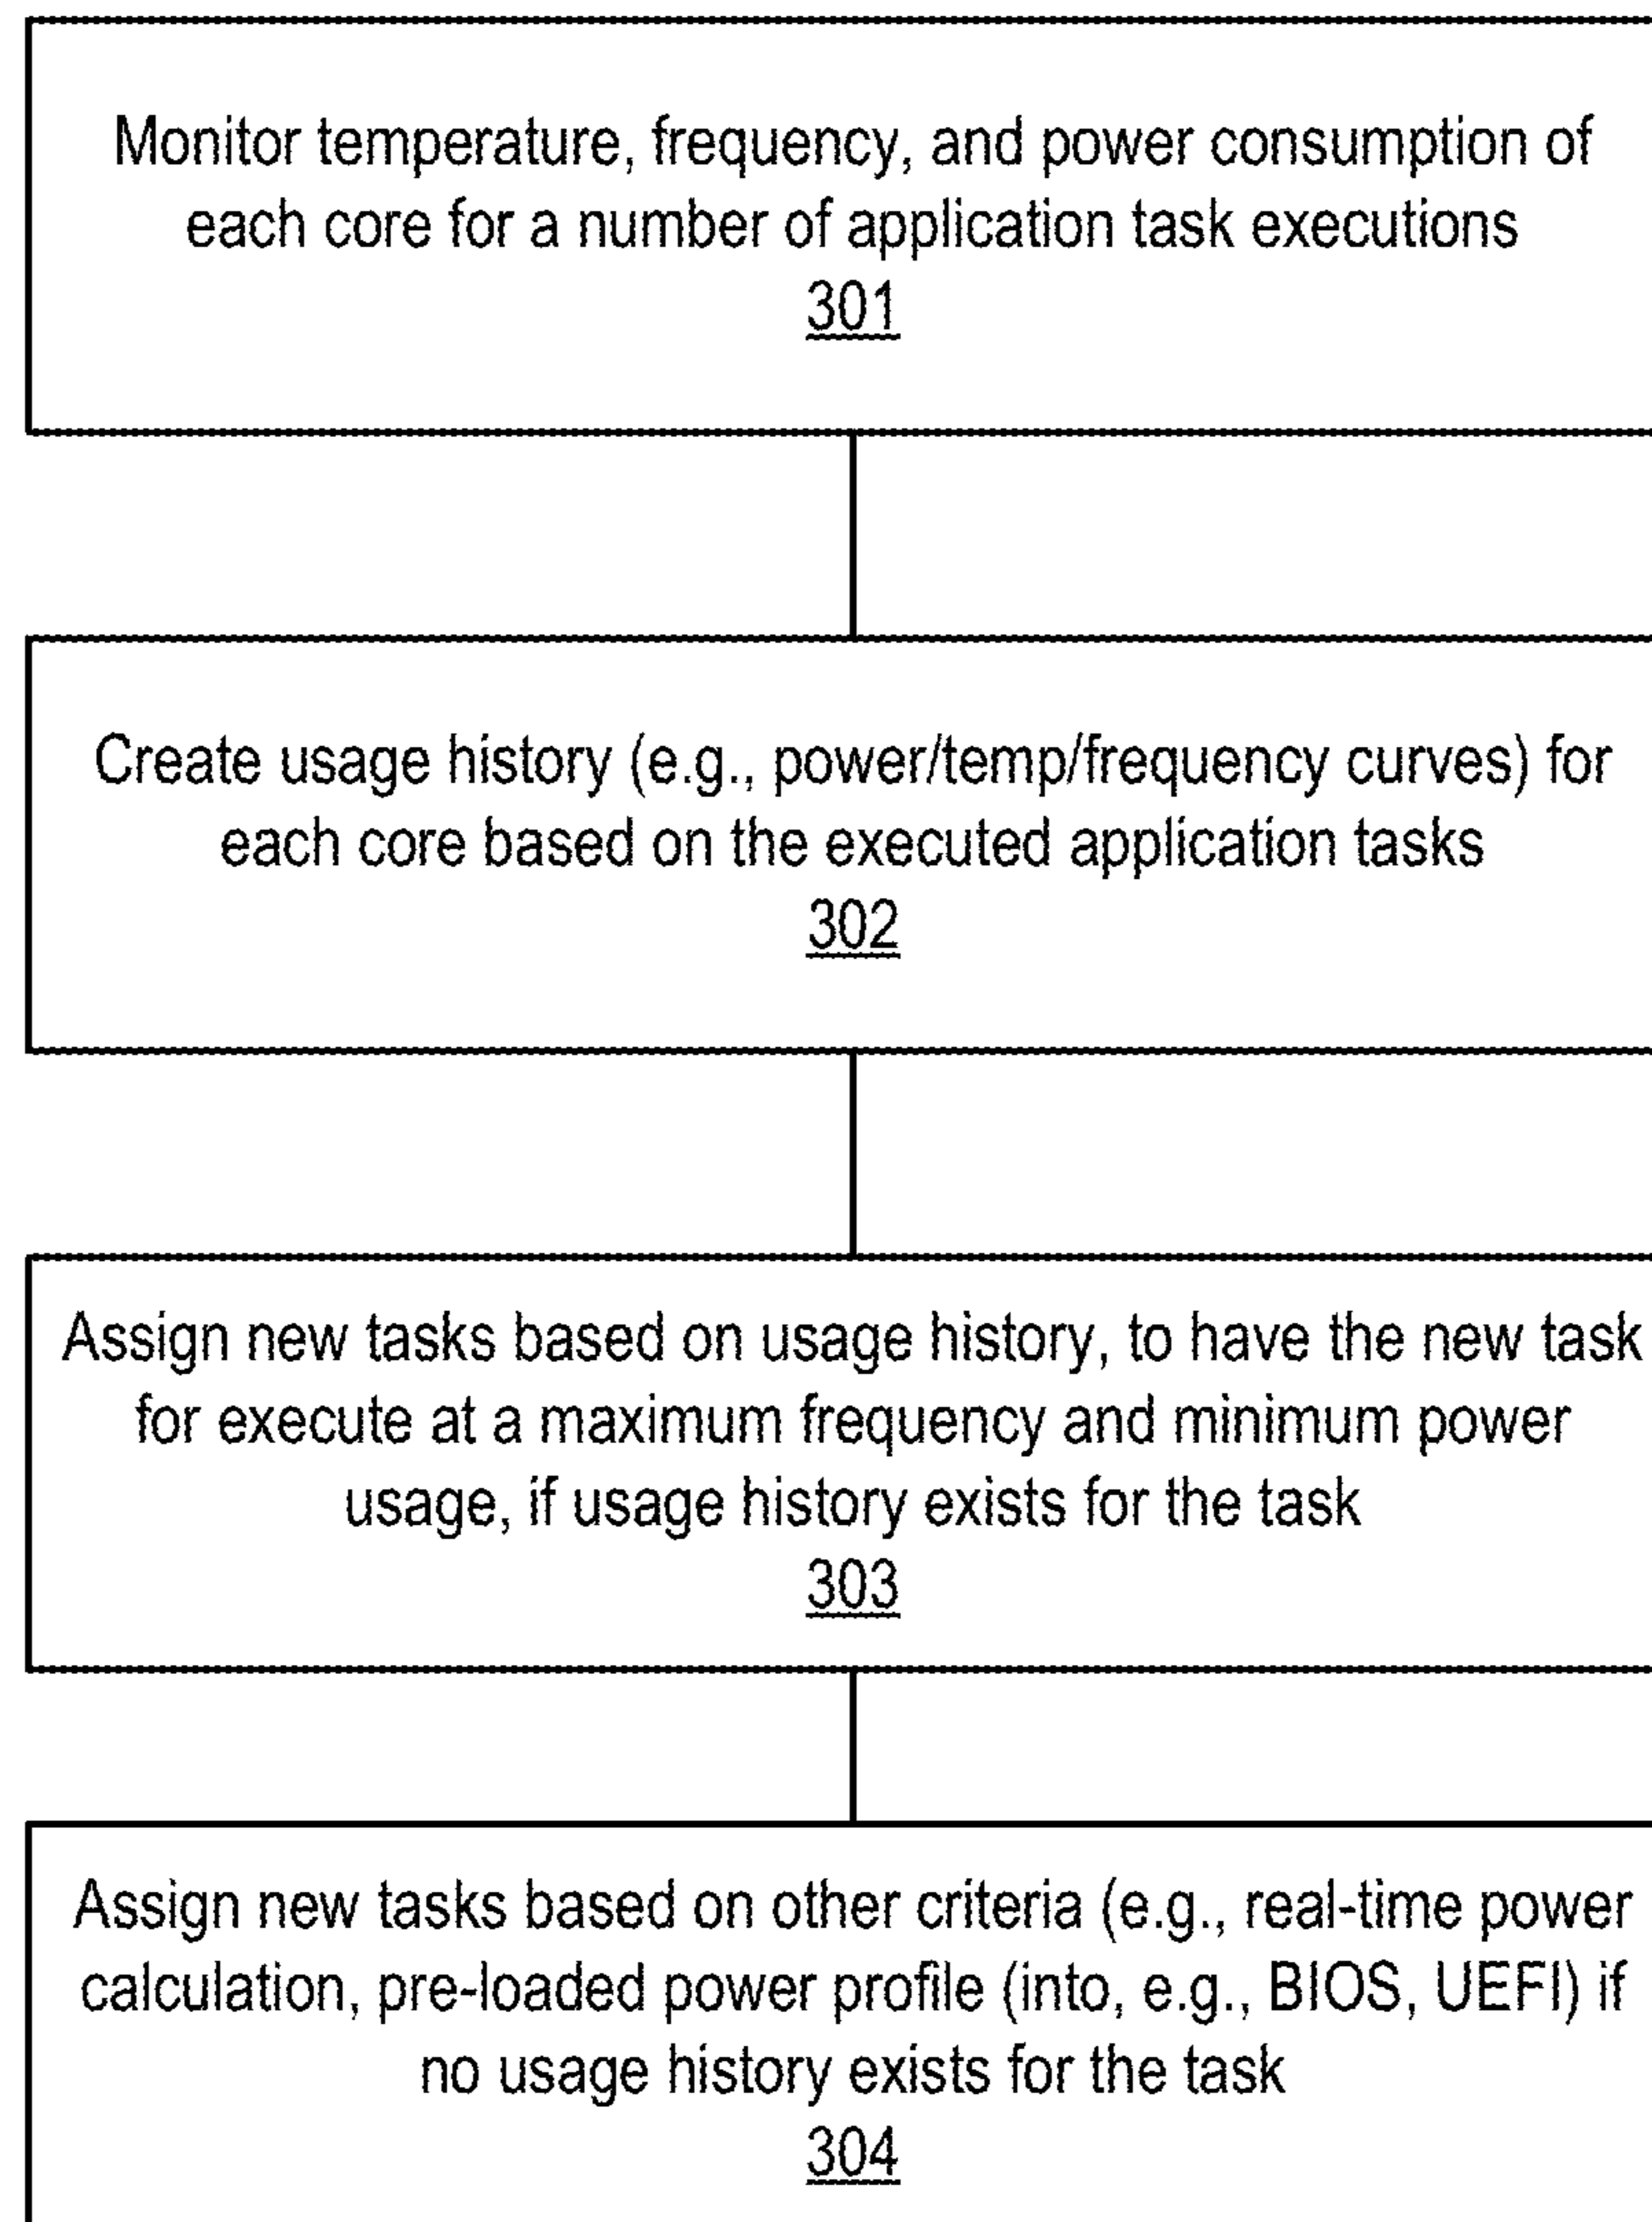 Monitor temperature, frequency, and power consumption of
each core for a number of application task executions
301
Create usage history (e.g., power/temp/frequency curves) for
each core based on the executed application tasks
302
Assign new tasks based on usage history, to have the new task
for execute at a maximum frequency and minimum power
usage, if usage history exists for the task
303
Assign new tasks based on other criteria (e.g., real-time power
calculation, pre-loaded power profile (into, e.g., BIOS, UEFI) if
no usage history exists for the task
304